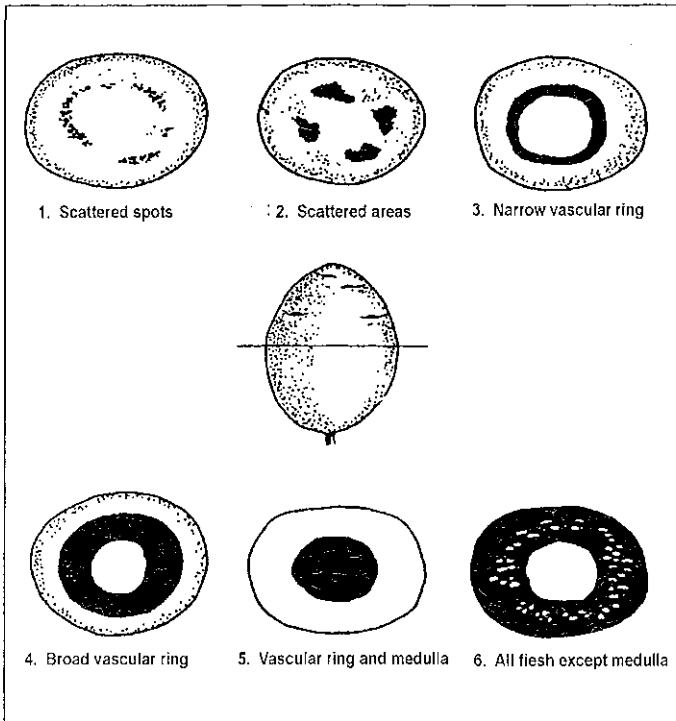 1. Scattered spots
: 2. Scattered areas
3. Narrow vascular ring
4. Broad vascular ring
5. Vascular ring and medulla
6. All fiesh except medulla